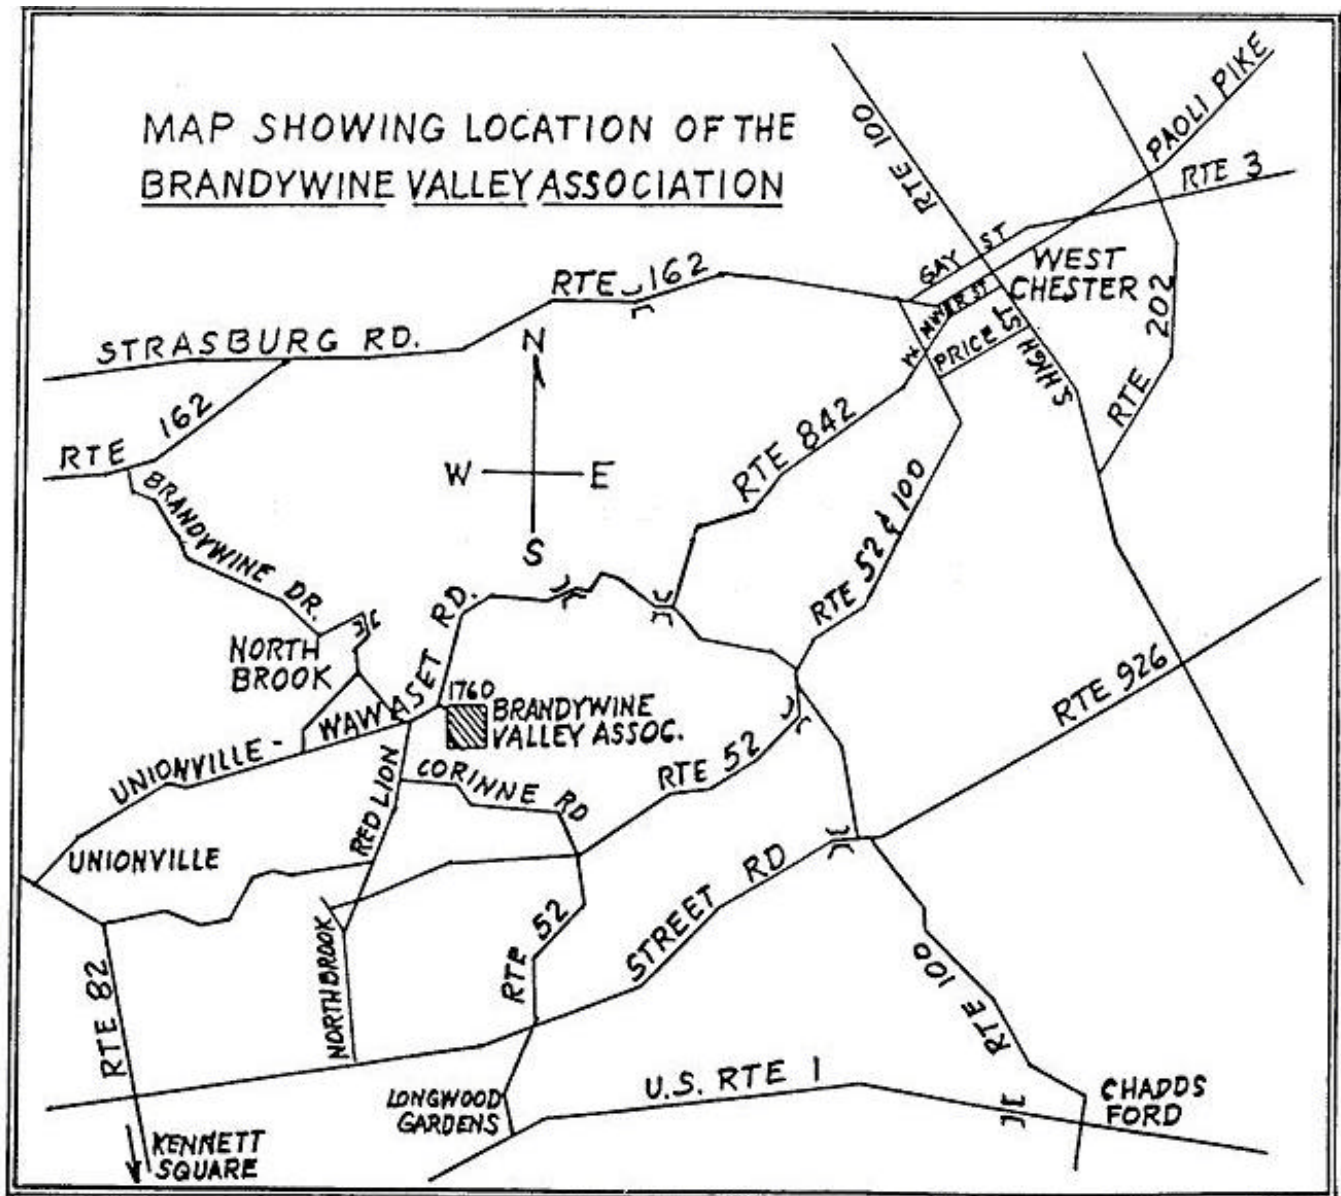 MAP SHOWING LOCATION OF THE
BRANDYWINE VALLEY ASSOCIATION
RTE 100
PAOLI PIKE
RTE 3
GAY ST
WEST
CHESTER
RTE 162
STRASBURG RD.
N
W. MINER ST
PRICE ST
S. HIGH
RTE 202
RTE 162
W E
S
RTE 842
RTE 52 & 100
BRANDYWINE DR.
NORTH
BROOK
UNIONVILLE - WAWASET RD.
1760
BRANDYWINE
VALLEY ASSOC.
RTE 926
RTE 52
CORINNE RD
RED LION
UNIONVILLE
STREET RD
RTE 52
NORTHBROOK
RTE 82
RTE 100
LONGWOOD
GARDENS
U.S. RTE 1
CHADDS
FORD
KENNETT
SQUARE